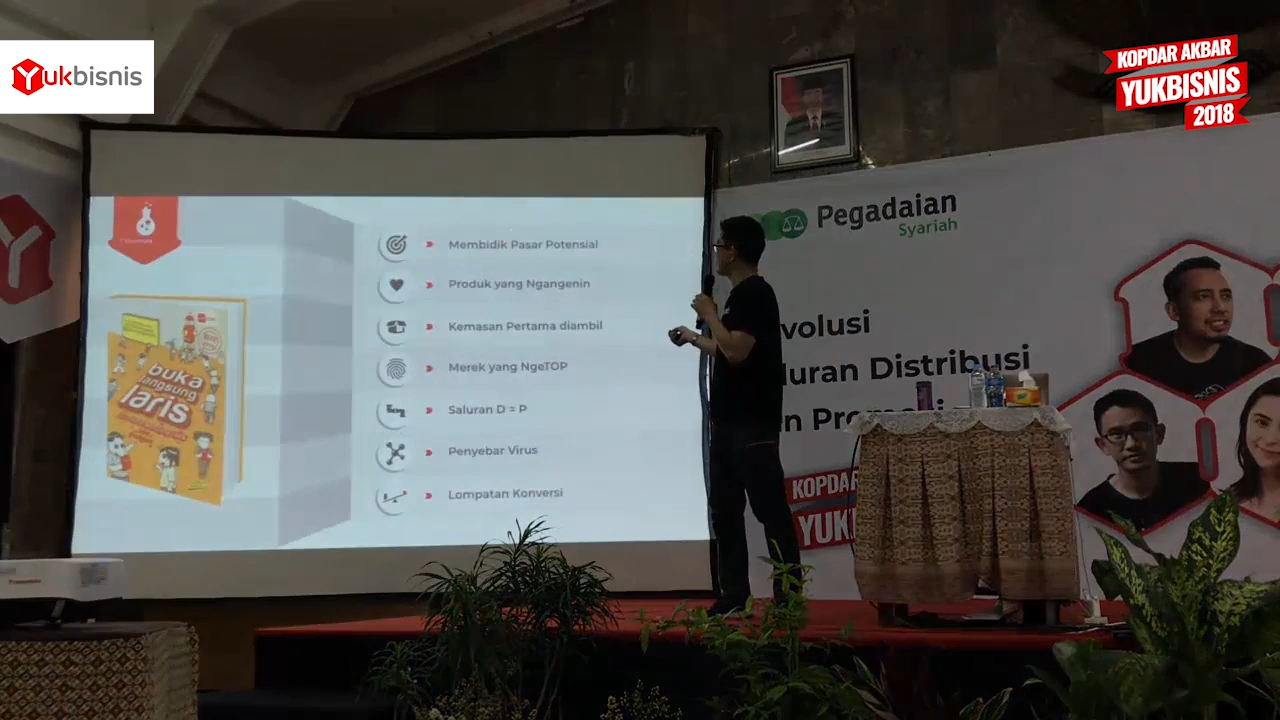 Yukbisnis
KOPDAR AKBAR
YUKBISNIS
2018
Membidik Pasar Potensial
Produk yang Ngangenin
Kemasan Pertama diambil
Merek yang NgeTOP
Saluran D = P
Penyebar Virus
Lompatan Konversi
buka
langsung
laris
Pegadaian
Syariah
volusi
luran Distribusi
n Promosi
KOPDAR
YUK